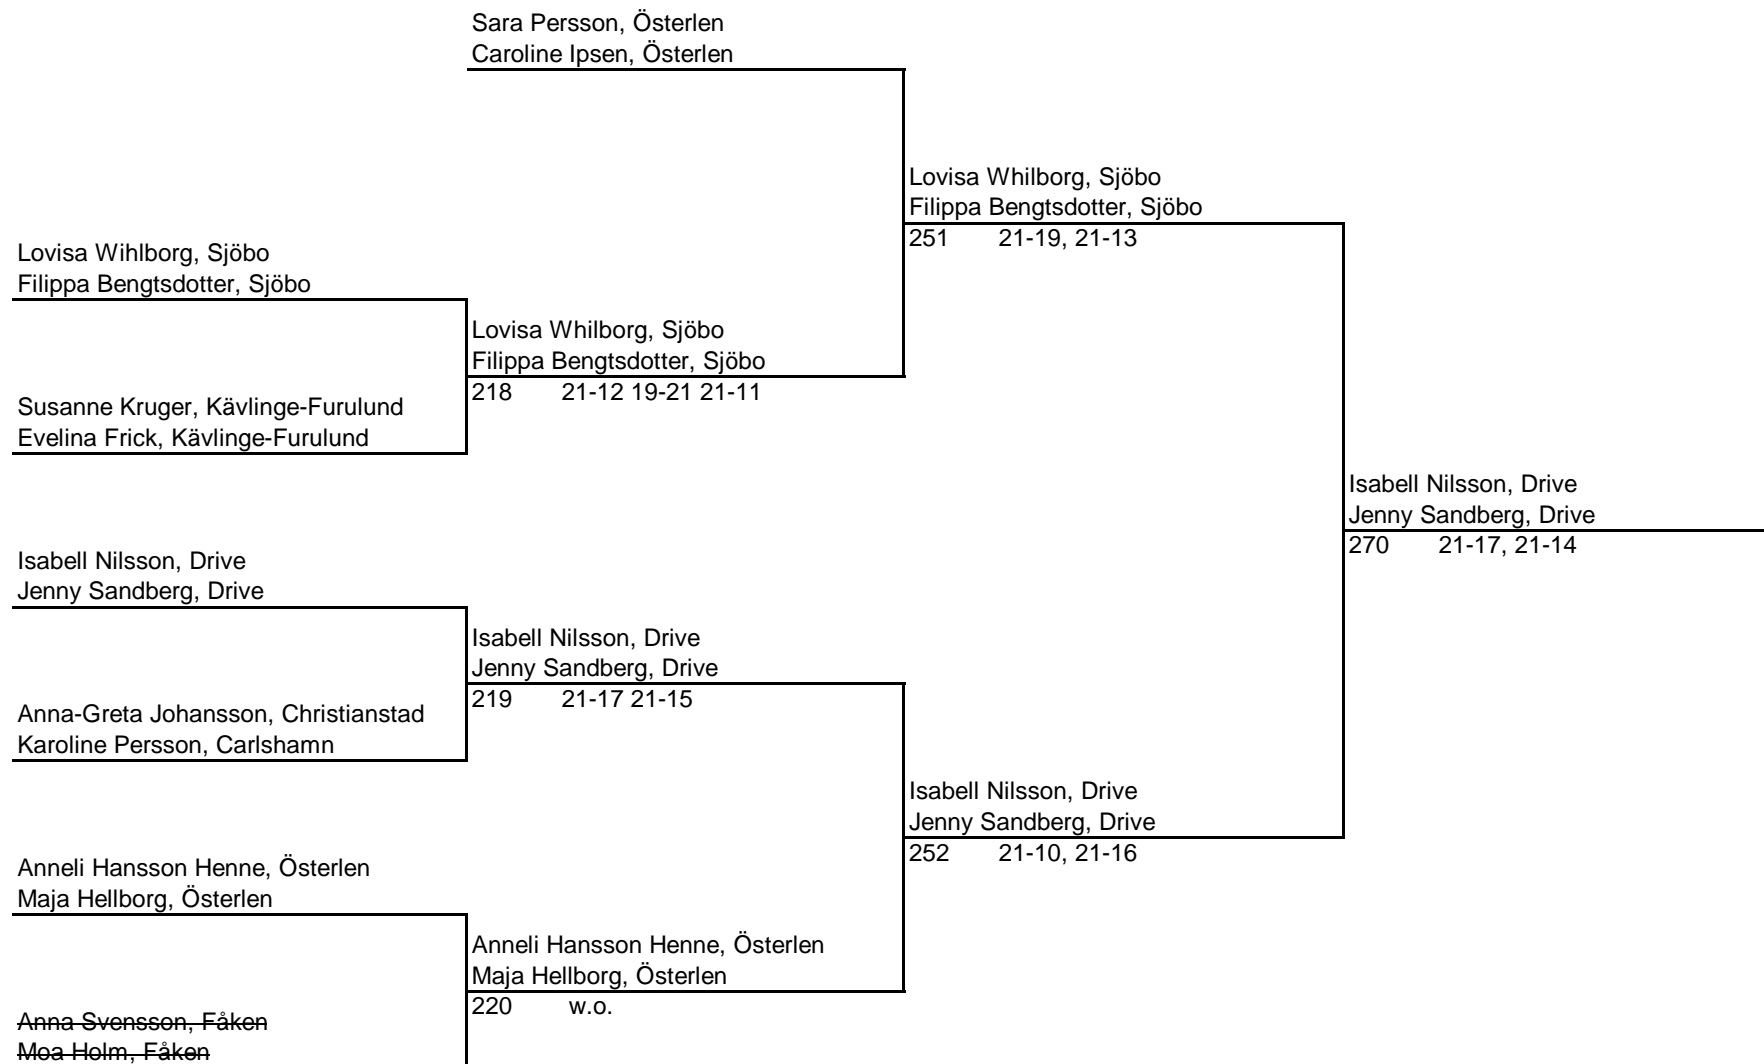 Sara Persson, Österlen
Caroline Ipsen, Österlen
Lovisa Whilborg, Sjöbo
Filippa Bengtsdotter, Sjöbo
251 21-19, 21-13
Lovisa Wihlborg, Sjöbo
Filippa Bengtsdotter, Sjöbo
Lovisa Whilborg, Sjöbo
Filippa Bengtsdotter, Sjöbo
218 21-12 19-21 21-11
Susanne Kruger, Kävlinge-Furulund
Evelina Frick, Kävlinge-Furulund
Isabell Nilsson, Drive
Jenny Sandberg, Drive
270 21-17, 21-14
Isabell Nilsson, Drive
Jenny Sandberg, Drive
Isabell Nilsson, Drive
Jenny Sandberg, Drive
219 21-17 21-15
Anna-Greta Johansson, Christianstad
Karoline Persson, Carlshamn
Isabell Nilsson, Drive
Jenny Sandberg, Drive
252 21-10, 21-16
Anneli Hansson Henne, Österlen
Maja Hellborg, Österlen
Anneli Hansson Henne, Österlen
Maja Hellborg, Österlen
220 w.o.
Anna Svensson, Fåken
Moa Holm, Fåken